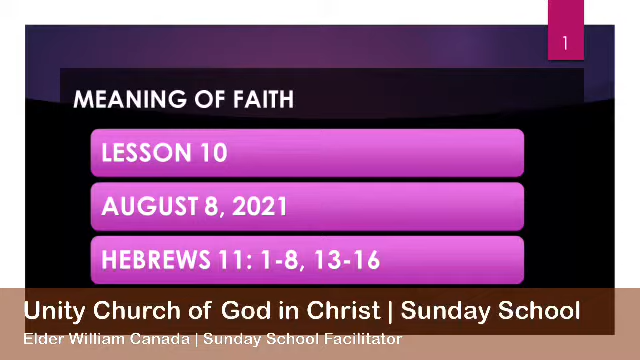 1
MEANING OF FAITH
LESSON 10
AUGUST 8, 2021
HEBREWS 11: 1-8, 13-16
Unity Church of God in Christ | Sunday School
Elder William Canada | Sunday School Facilitator